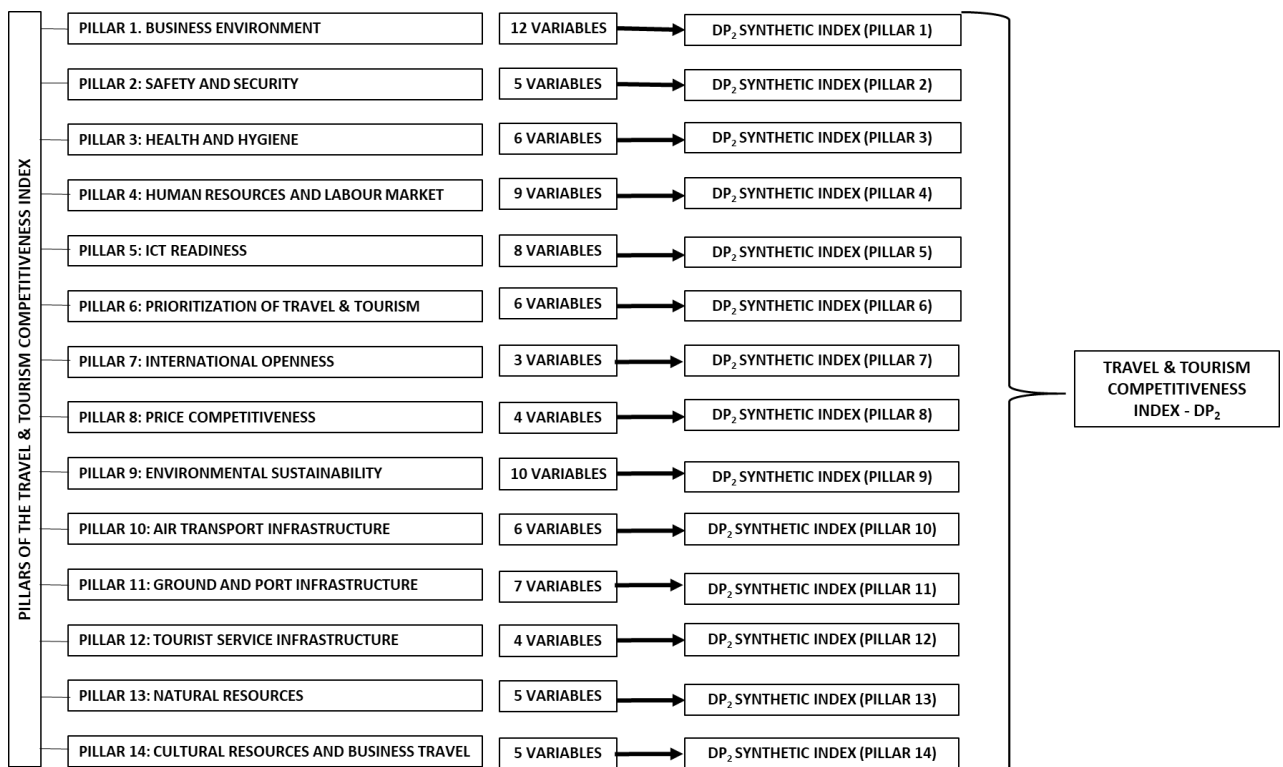 PILLARS OF THE TRAVEL & TOURISM COMPETITIVENESS INDEX
PILLAR 1. BUSINESS ENVIRONMENT
12 VARIABLES
DP₂ SYNTHETIC INDEX (PILLAR 1)
PILLAR 2: SAFETY AND SECURITY
5 VARIABLES
DP₂ SYNTHETIC INDEX (PILLAR 2)
PILLAR 3: HEALTH AND HYGIENE
6 VARIABLES
DP₂ SYNTHETIC INDEX (PILLAR 3)
PILLAR 4: HUMAN RESOURCES AND LABOUR MARKET
9 VARIABLES
DP₂ SYNTHETIC INDEX (PILLAR 4)
PILLAR 5: ICT READINESS
8 VARIABLES
DP₂ SYNTHETIC INDEX (PILLAR 5)
PILLAR 6: PRIORITIZATION OF TRAVEL & TOURISM
6 VARIABLES
DP₂ SYNTHETIC INDEX (PILLAR 6)
PILLAR 7: INTERNATIONAL OPENNESS
3 VARIABLES
DP₂ SYNTHETIC INDEX (PILLAR 7)
PILLAR 8: PRICE COMPETITIVENESS
4 VARIABLES
DP₂ SYNTHETIC INDEX (PILLAR 8)
PILLAR 9: ENVIRONMENTAL SUSTAINABILITY
10 VARIABLES
DP₂ SYNTHETIC INDEX (PILLAR 9)
PILLAR 10: AIR TRANSPORT INFRASTRUCTURE
6 VARIABLES
DP₂ SYNTHETIC INDEX (PILLAR 10)
PILLAR 11: GROUND AND PORT INFRASTRUCTURE
7 VARIABLES
DP₂ SYNTHETIC INDEX (PILLAR 11)
PILLAR 12: TOURIST SERVICE INFRASTRUCTURE
4 VARIABLES
DP₂ SYNTHETIC INDEX (PILLAR 12)
PILLAR 13: NATURAL RESOURCES
5 VARIABLES
DP₂ SYNTHETIC INDEX (PILLAR 13)
PILLAR 14: CULTURAL RESOURCES AND BUSINESS TRAVEL
5 VARIABLES
DP₂ SYNTHETIC INDEX (PILLAR 14)
TRAVEL & TOURISM
COMPETITIVENESS
INDEX - DP₂